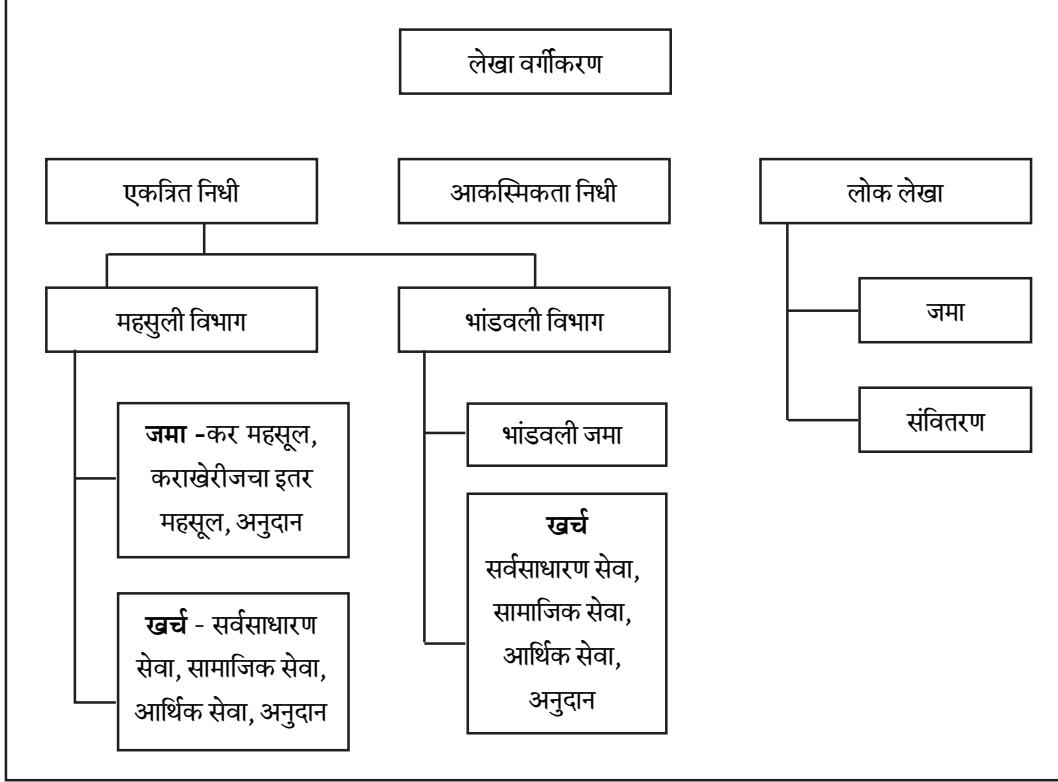 लेखा वर्गीकरण
एकत्रित निधी
आकस्मिकता निधी
लोक लेखा
महसुली विभाग
भांडवली विभाग
जमा
संवितरण
जमा -कर महसूल,
कराखेरीजचा इतर
महसूल, अनुदान
खर्च - सर्वसाधारण
सेवा, सामाजिक सेवा,
आर्थिक सेवा, अनुदान
भांडवली जमा
खर्च
सर्वसाधारण सेवा,
सामाजिक सेवा,
आर्थिक सेवा,
अनुदान